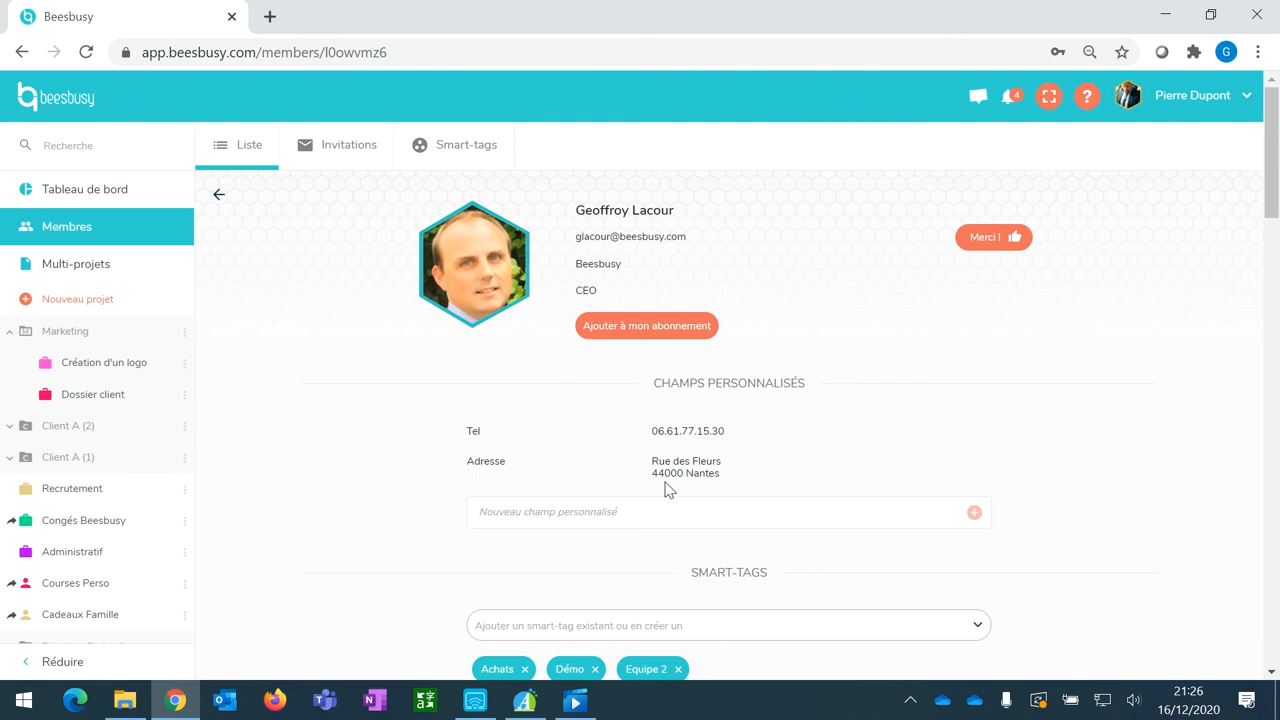 Beesbusy
app.beesbusy.com/members/l0owvmz6
G
beesbusy
4
?
Pierre Dupont
Recherche
Liste
Invitations
Smart-tags
Tableau de bord
Membres
Multi-projets
Nouveau projet
Marketing
Création d'un logo
Dossier client
Client A (2)
Client A (1)
Recrutement
Congés Beesbusy
Administratif
Courses Perso
Cadeaux Famille
Réduire
Geoffroy Lacour
glacour@beesbusy.com
Beesbusy
CEO
Merci !
Ajouter à mon abonnement
CHAMPS PERSONNALISÉS
Tel 06.61.77.15.30
Adresse Rue des Fleurs
44000 Nantes
Nouveau champ personnalisé
SMART-TAGS
Ajouter un smart-tag existant ou en créer un
Achats
Démo
Equipe 2
21:26
16/12/2020